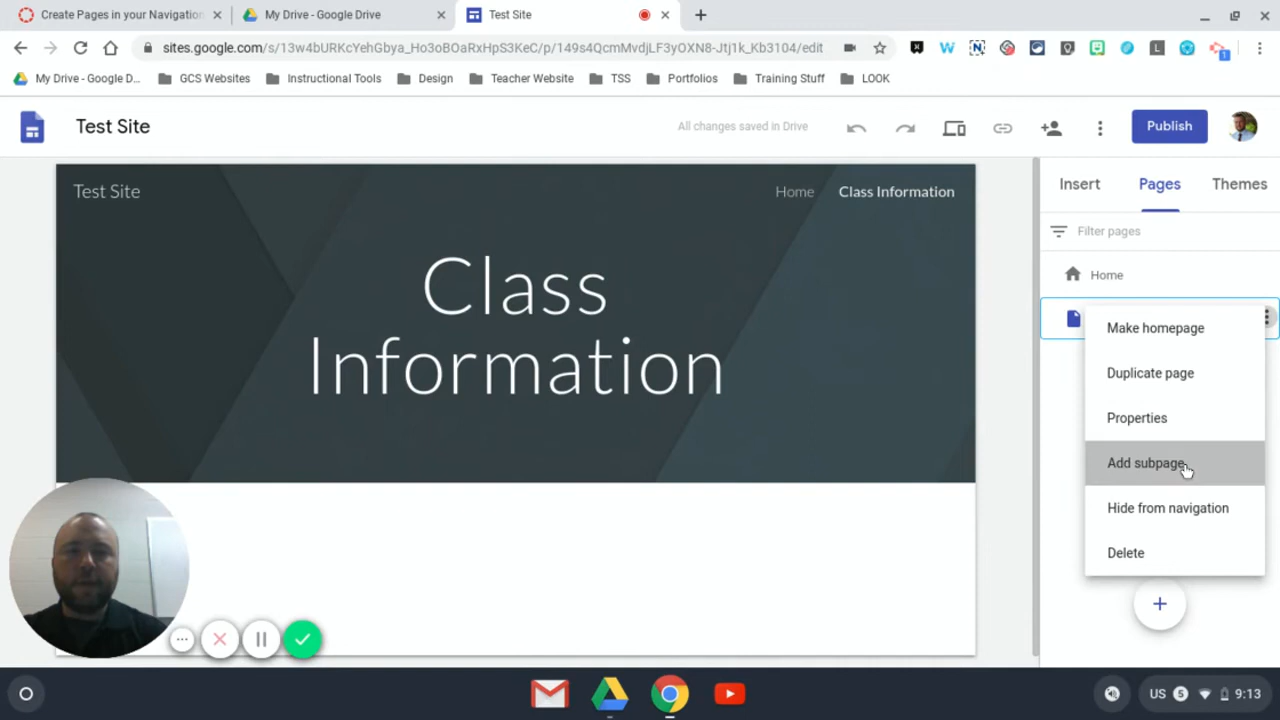 Create Pages in your Navigation
My Drive - Google Drive
Test Site
sites.google.com/s/13w4bURKcYehGbya_Ho3oBOaRxHpS3KeC/p/149s4QcmMvdjLF3yOXN8-Jtj1k_Kb3104/edit
My Drive - Google D...
GCS Websites
Instructional Tools
Design
Teacher Website
TSS
Portfolios
Training Stuff
LOOK
Test Site
All changes saved in Drive
Publish
Test Site
Home
Class Information
Insert
Pages
Themes
Filter pages
Home
Class
Information
Make homepage
Duplicate page
Properties
Add subpage
Hide from navigation
Delete
US
5
9:13